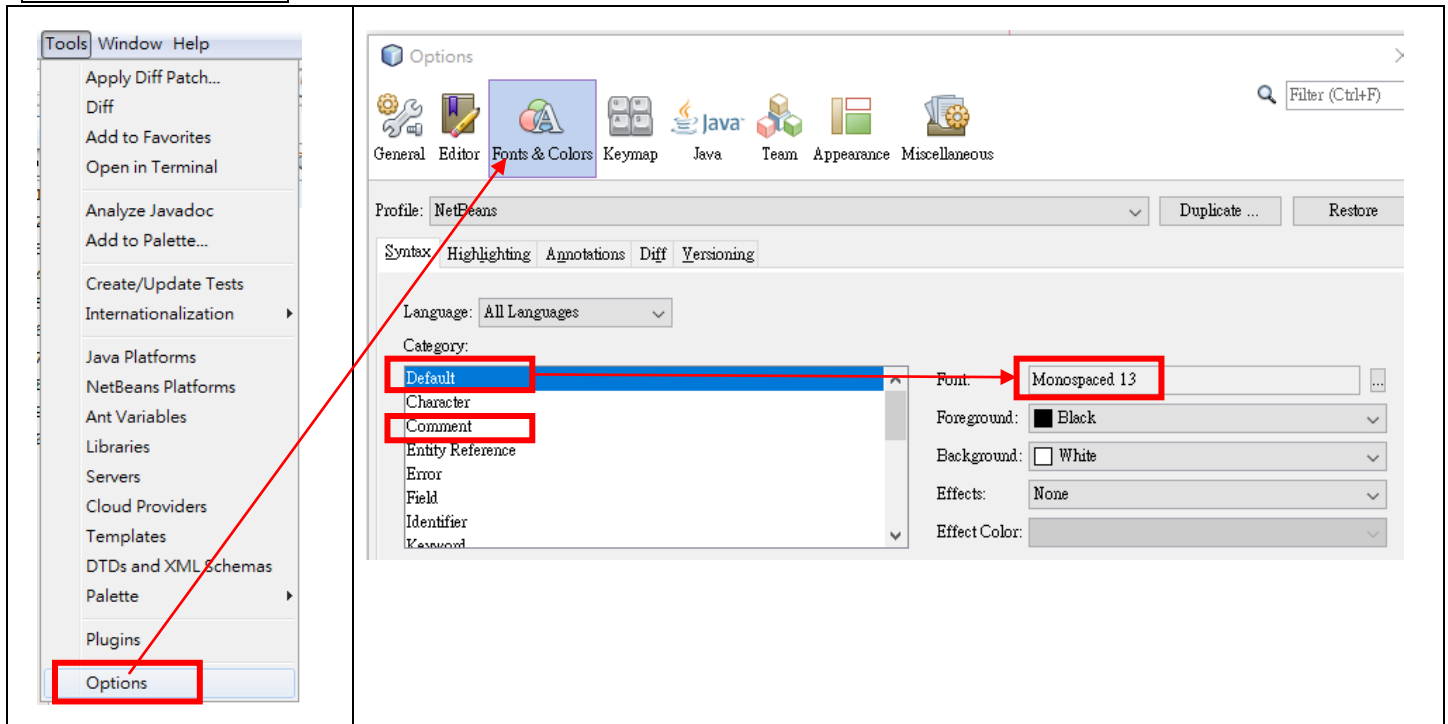 Tools Window Help
Apply Diff Patch...
Diff
Add to Favorites
Open in Terminal
Analyze Javadoc
Add to Palette...
Create/Update Tests
Internationalization
Java Platforms
NetBeans Platforms
Ant Variables
Libraries
Servers
Cloud Providers
Templates
DTDs and XML Schemas
Palette
Plugins
Options
Options
Filter (Ctrl+F)
General Editor Fonts & Colors Keymap Java Team Appearance Miscellaneous
Java
Profile: NetBeans Duplicate ... Restore
Syntax Highlighting Annotations Diff Versioning
Language: All Languages
Category:
Default
Character
Comment
Entity Reference
Error
Field
Identifier
Keyword
Font: Monospaced 13 ...
Foreground: Black
Background: White
Effects: None
Effect Color: